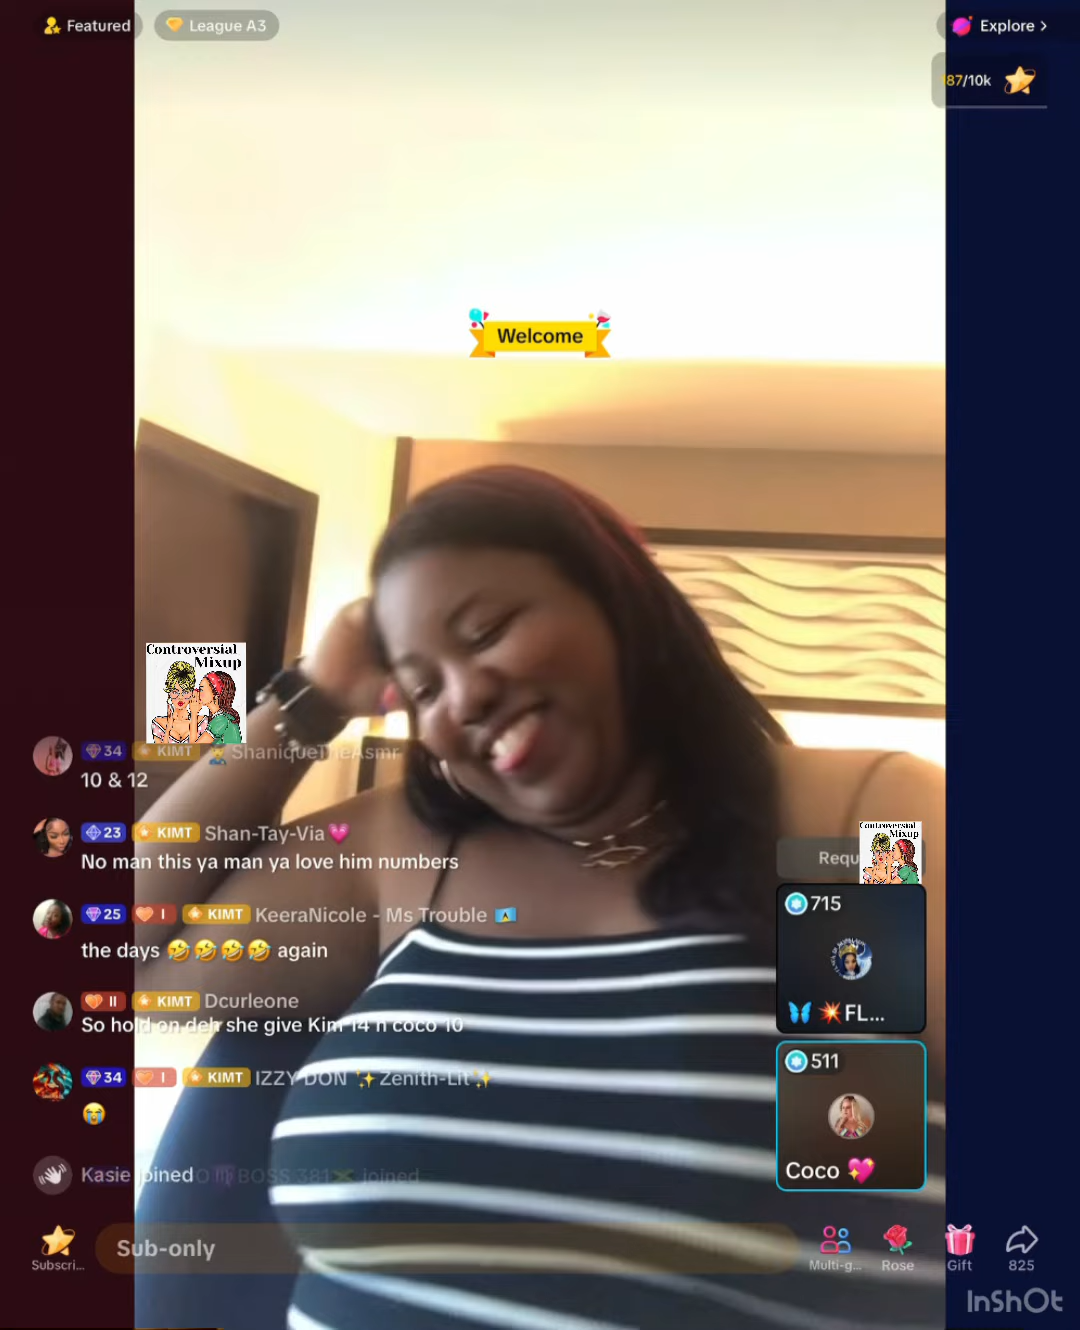 Featured
League A3
Explore >
87/10k
Welcome
Controversial
Mixup
34 KIMT ShaniqueTheAsmr
10 & 12
23 KIMT Shan-Tay-Via💗
No man this ya man ya love him numbers
25 I KIMT KeeraNicole - Ms Trouble 🇦🇬
the days 🤣🤣🤣🤣 again
II KIMT Dcurleone
So hold on deh she give Kim 14 n coco 10
34 I KIMT IZZY DON ✨Zenith-Lit✨
😭
Kasie joined
BOSS 381 joined
Requ
Controversial
Mixup
715
🦋 💥FL...
511
Coco 💖
Sub-only
Subscri...
Multi-g...
Rose
Gift
825
InShOt